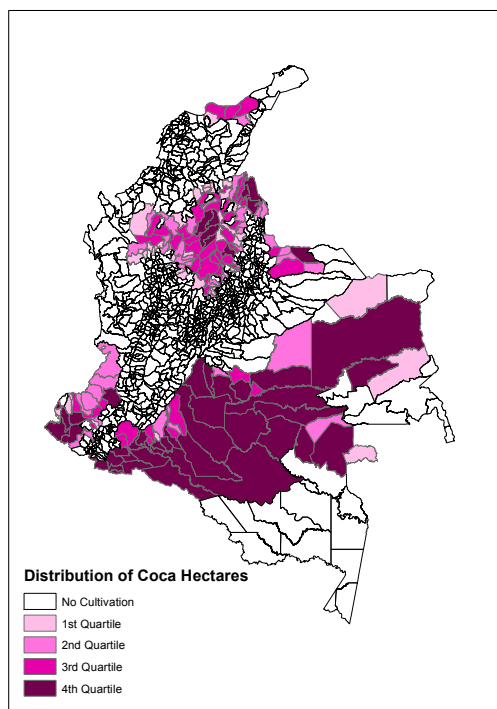 Distribution of Coca Hectares
No Cultivation
1st Quartile
2nd Quartile
3rd Quartile
4th Quartile